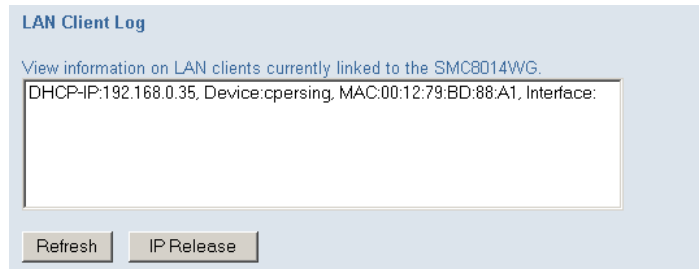 LAN Client Log
View information on LAN clients currently linked to the SMC8014WG.
DHCP-IP:192.168.0.35, Device:cpersing, MAC:00:12:79:BD:88:A1, Interface:
Refresh IP Release